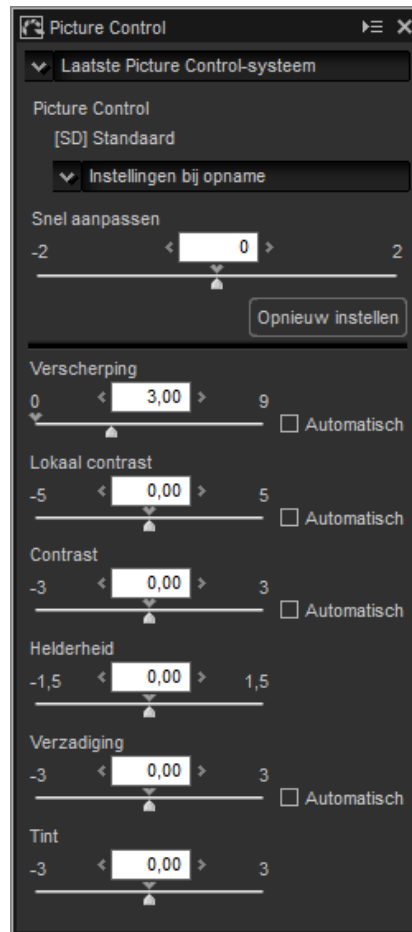 Picture Control
Laatste Picture Control-systeem
Picture Control
[SD] Standaard
Instellingen bij opname
Snel aanpassen
-2 0 2
Opnieuw instellen
Verscherping
0 3,00 9
Automatisch
Lokaal contrast
-5 0,00 5
Automatisch
Contrast
-3 0,00 3
Automatisch
Helderheid
-1,5 0,00 1,5
Verzadiging
-3 0,00 3
Automatisch
Tint
-3 0,00 3